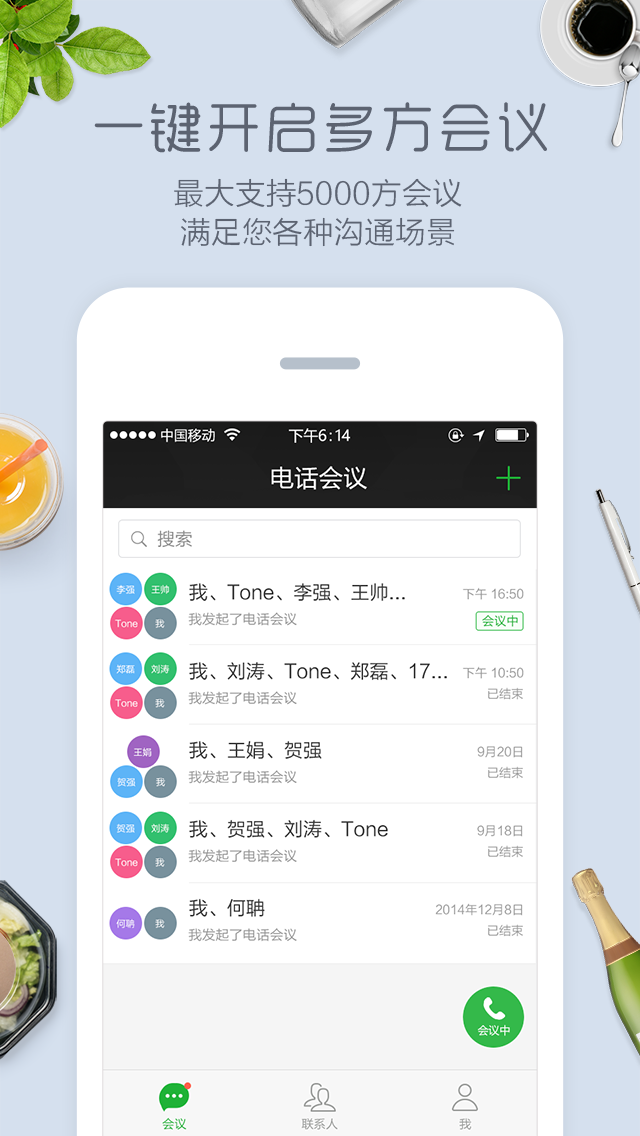 一键开启多方会议
最大支持5000方会议
满足您各种沟通场景
中国移动 下午6:14
电话会议
搜索
李强 王帅
Tone 我
我、Tone、李强、王帅... 下午 16:50
我发起了电话会议 会议中
郑磊 刘涛
Tone 我
我、刘涛、Tone、郑磊、17... 下午 10:50
我发起了电话会议 已结束
王娟
贺强 我
我、王娟、贺强 9月20日
我发起了电话会议 已结束
贺强 刘涛
Tone 我
我、贺强、刘涛、Tone 9月18日
我发起了电话会议 已结束
何聃 我
我、何聃 2014年12月8日
我发起了电话会议 已结束
会议中
会议 联系人 我